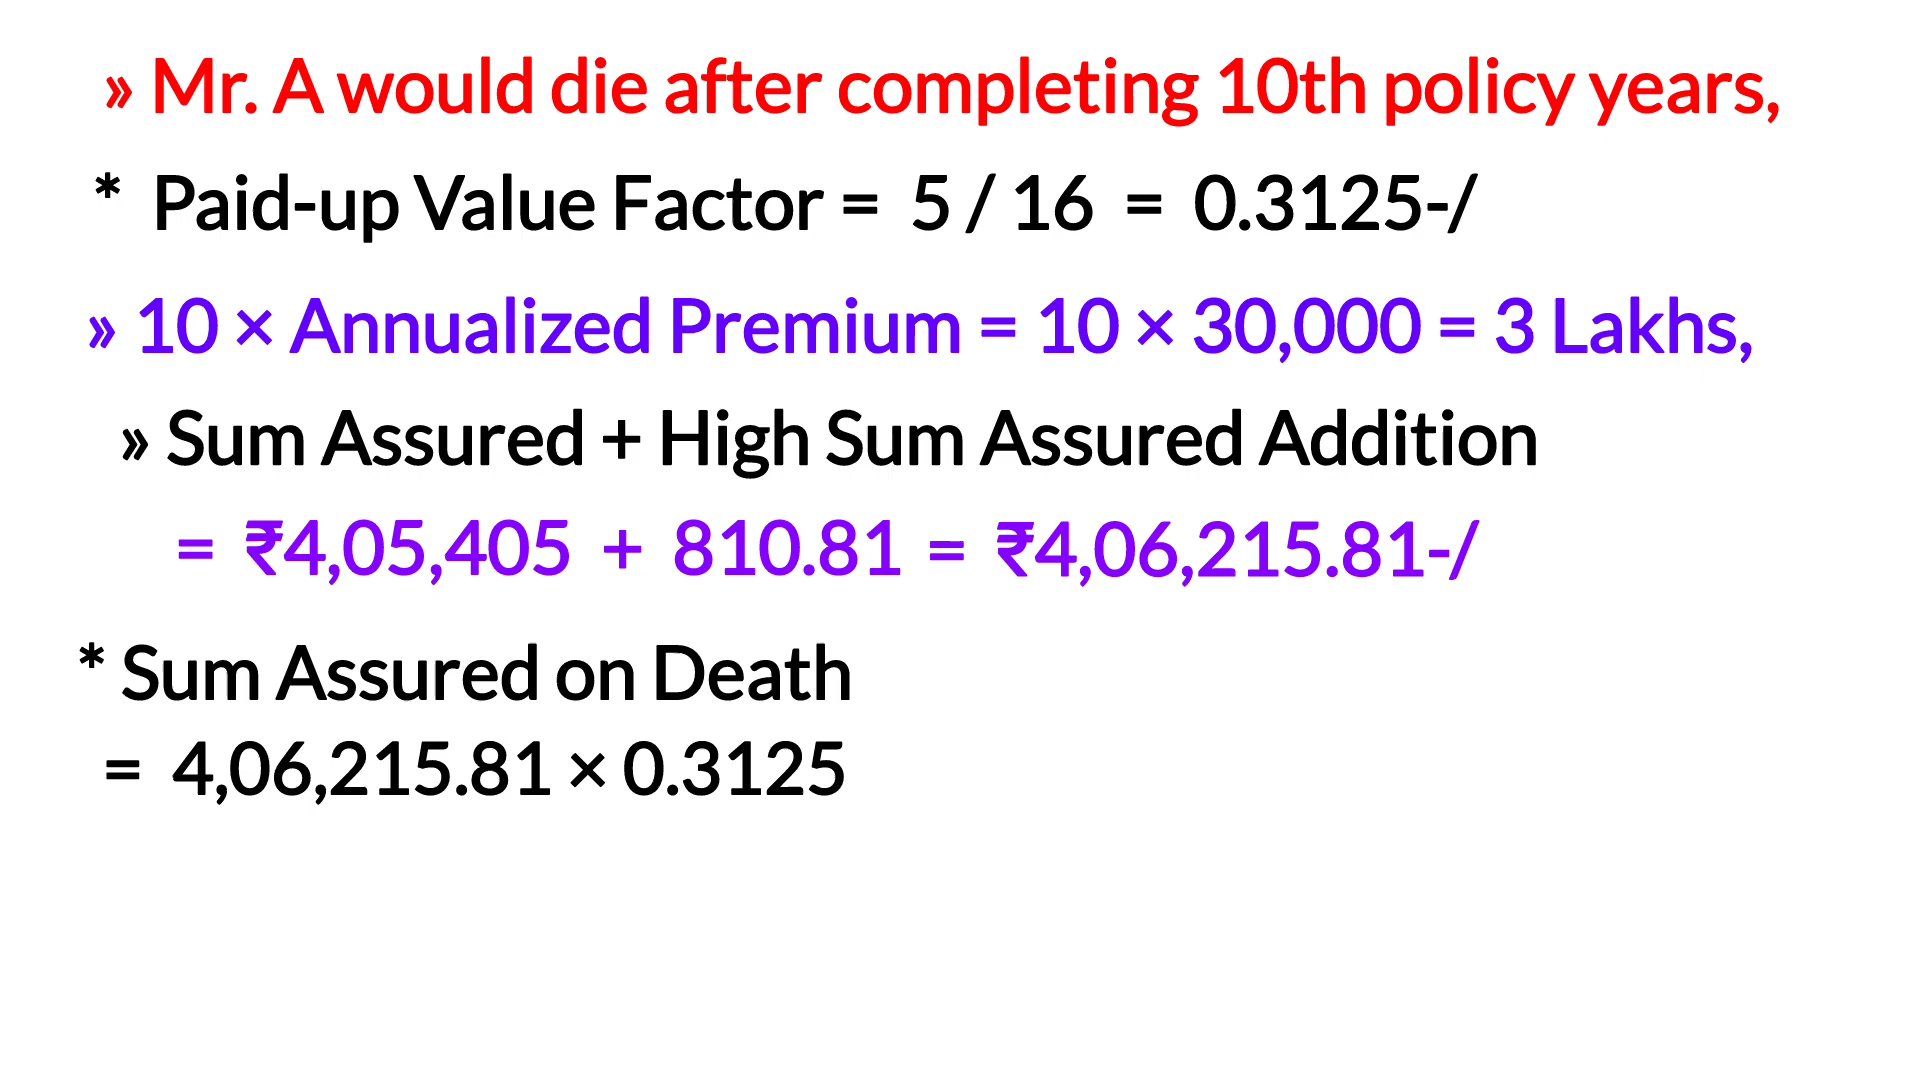 » Mr. A would die after completing 10th policy years,
* Paid-up Value Factor = 5 / 16 = 0.3125-/
» 10 × Annualized Premium = 10 × 30,000 = 3 Lakhs,
» Sum Assured + High Sum Assured Addition
= ₹4,05,405 + 810.81 = ₹4,06,215.81-/
* Sum Assured on Death
= 4,06,215.81 × 0.3125